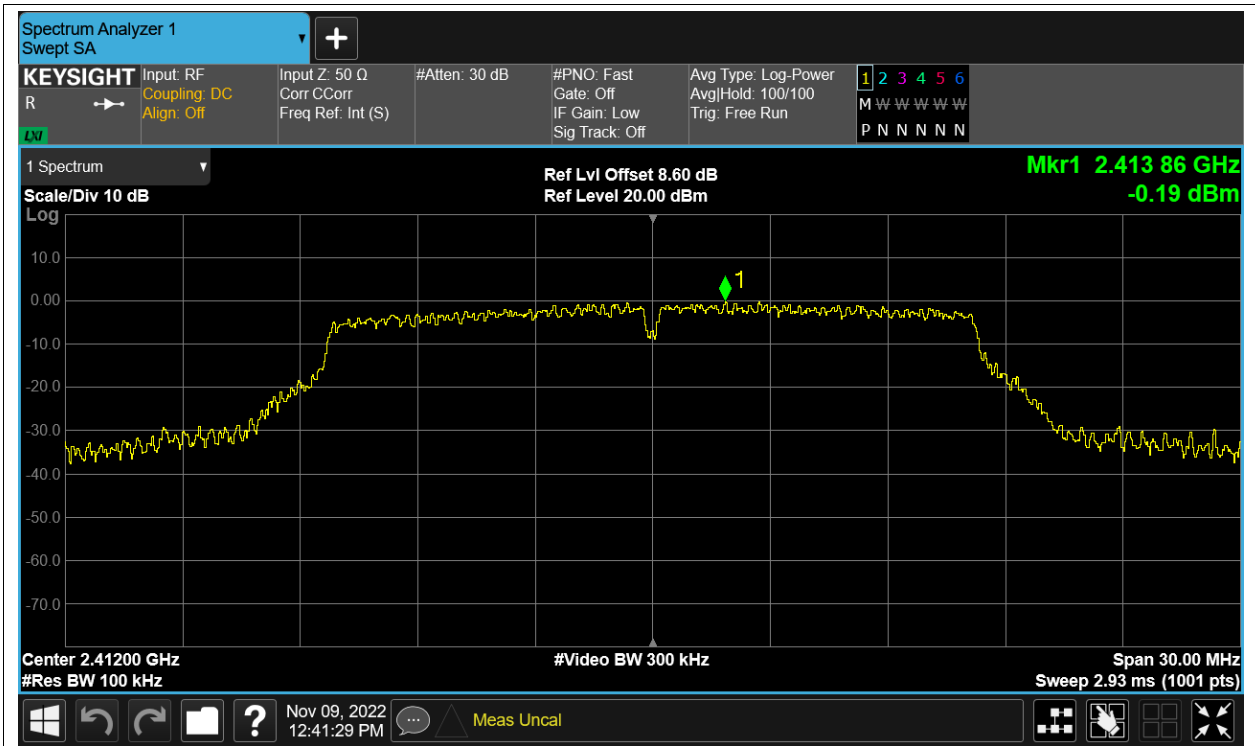 Spectrum Analyzer 1
Swept SA
KEYSIGHT
R
LXI
Input: RF
Coupling: DC
Align: Off
Input Z: 50 Ω
Corr CCorr
Freq Ref: Int (S)
#Atten: 30 dB
#PNO: Fast
Gate: Off
IF Gain: Low
Sig Track: Off
Avg Type: Log-Power
Avg|Hold: 100/100
Trig: Free Run
1 2 3 4 5 6
M W W W W W
P N N N N N
1 Spectrum
Scale/Div 10 dB
Log
Ref Lvl Offset 8.60 dB
Ref Level 20.00 dBm
Mkr1 2.413 86 GHz
-0.19 dBm
10.0
0.00
-10.0
-20.0
-30.0
-40.0
-50.0
-60.0
-70.0
1
Center 2.41200 GHz
#Video BW 300 kHz
Span 30.00 MHz
#Res BW 100 kHz
Sweep 2.93 ms (1001 pts)
?
Nov 09, 2022
12:41:29 PM
Meas Uncal